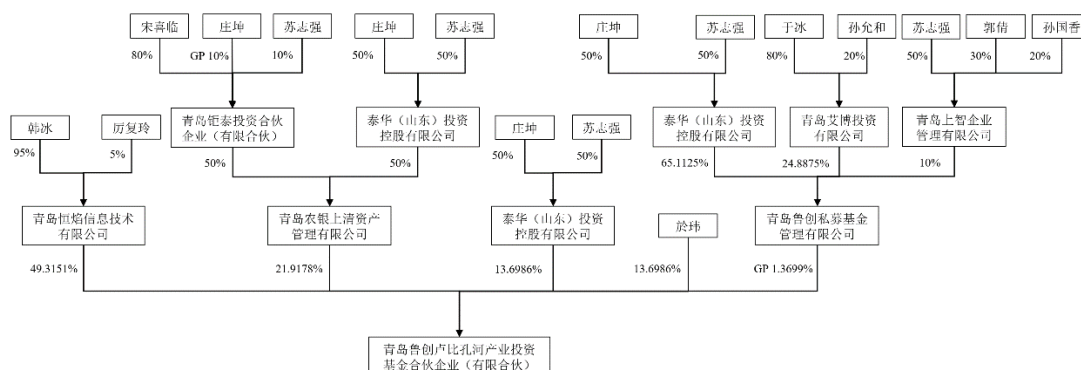 宋喜临
庄坤
苏志强
庄坤
苏志强
庄坤
苏志强
于冰
孙允和
苏志强
郭倩
孙国香
80%
GP 10%
10%
50%
50%
50%
50%
80%
20%
50%
30%
20%
韩冰
厉复玲
青岛钜泰投资合伙
企业（有限合伙）
泰华（山东）投资
控股有限公司
庄坤
苏志强
泰华（山东）投资
控股有限公司
青岛艾博投资
有限公司
青岛上智企业
管理有限公司
95%
5%
50%
50%
50%
50%
65.1125%
24.8875%
10%
青岛恒焰信息技术
有限公司
青岛农银上清资产
管理有限公司
泰华（山东）投资
控股有限公司
於玮
青岛鲁创私募基金
管理有限公司
49.3151%
21.9178%
13.6986%
13.6986%
GP 1.3699%
青岛鲁创卢比孔河产业投资
基金合伙企业（有限合伙）